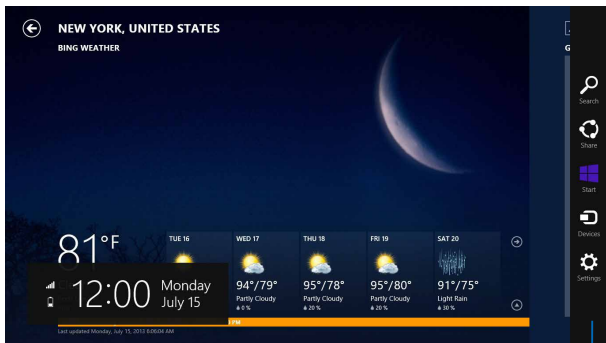 NEW YORK, UNITED STATES
BING WEATHER
G
Search
Share
Start
Devices
Settings
81°F
TUE 16
WED 17
94°/79°
Partly Cloudy
0 %
THU 18
95°/78°
Partly Cloudy
20 %
FRI 19
95°/80°
Partly Cloudy
20 %
SAT 20
91°/75°
Light Rain
30 %
12:00
Monday
July 15
PM
Last updated Monday, July 15, 2013 8:06:04 AM